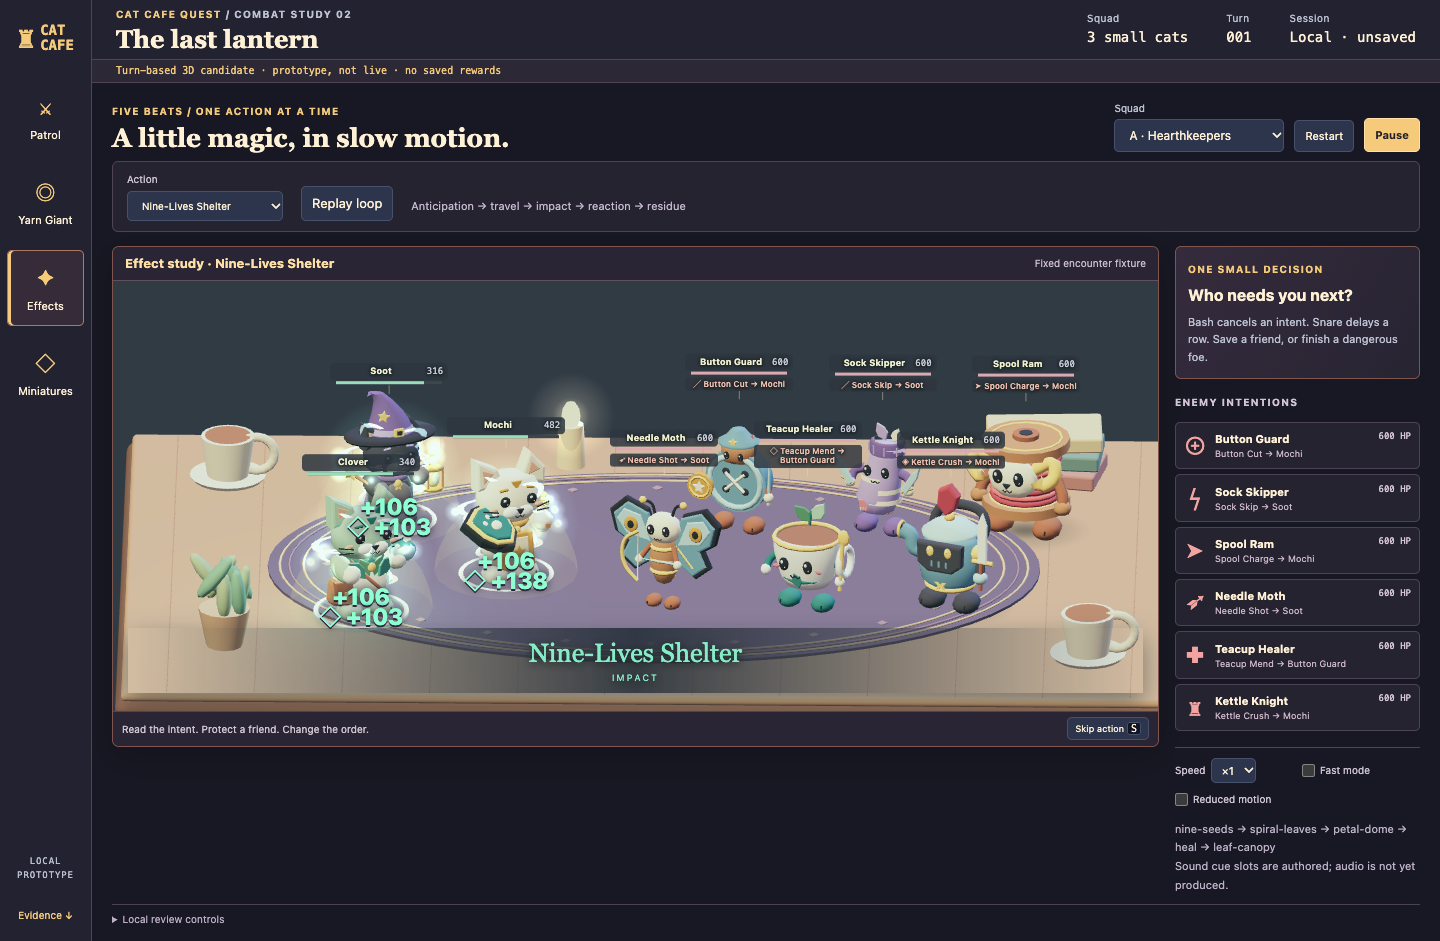 CAT
CAFE
Patrol
Yarn Giant
Effects
Miniatures
LOCAL
PROTOTYPE
Evidence ↓
CAT CAFE QUEST / COMBAT STUDY 02
The last lantern
Squad
3 small cats
Turn
001
Session
Local · unsaved
Turn-based 3D candidate · prototype, not live · no saved rewards
FIVE BEATS / ONE ACTION AT A TIME
A little magic, in slow motion.
Squad
A · Hearthkeepers
Restart
Pause
Action
Nine-Lives Shelter
Replay loop
Anticipation → travel → impact → reaction → residue
Effect study · Nine-Lives Shelter
Fixed encounter fixture
Soot 316
Mochi 482
Clover 340
Button Guard 600
Button Cut → Mochi
Sock Skipper 600
Sock Skip → Soot
Spool Ram 600
Spool Charge → Mochi
Needle Moth 600
Needle Shot → Soot
Teacup Healer 600
Teacup Mend →
Button Guard
Kettle Knight 600
Kettle Crush → Mochi
+106
+103
+106
+138
+106
+103
Nine-Lives Shelter
IMPACT
Read the intent. Protect a friend. Change the order.
Skip action S
ONE SMALL DECISION
Who needs you next?
Bash cancels an intent. Snare delays a
row. Save a friend, or finish a dangerous
foe.
ENEMY INTENTIONS
Button Guard 600 HP
Button Cut → Mochi
Sock Skipper 600 HP
Sock Skip → Soot
Spool Ram 600 HP
Spool Charge → Mochi
Needle Moth 600 HP
Needle Shot → Soot
Teacup Healer 600 HP
Teacup Mend → Button Guard
Kettle Knight 600 HP
Kettle Crush → Mochi
Speed ×1 Fast mode
Reduced motion
nine-seeds → spiral-leaves → petal-dome →
heal → leaf-canopy
Sound cue slots are authored; audio is not yet
produced.
Local review controls